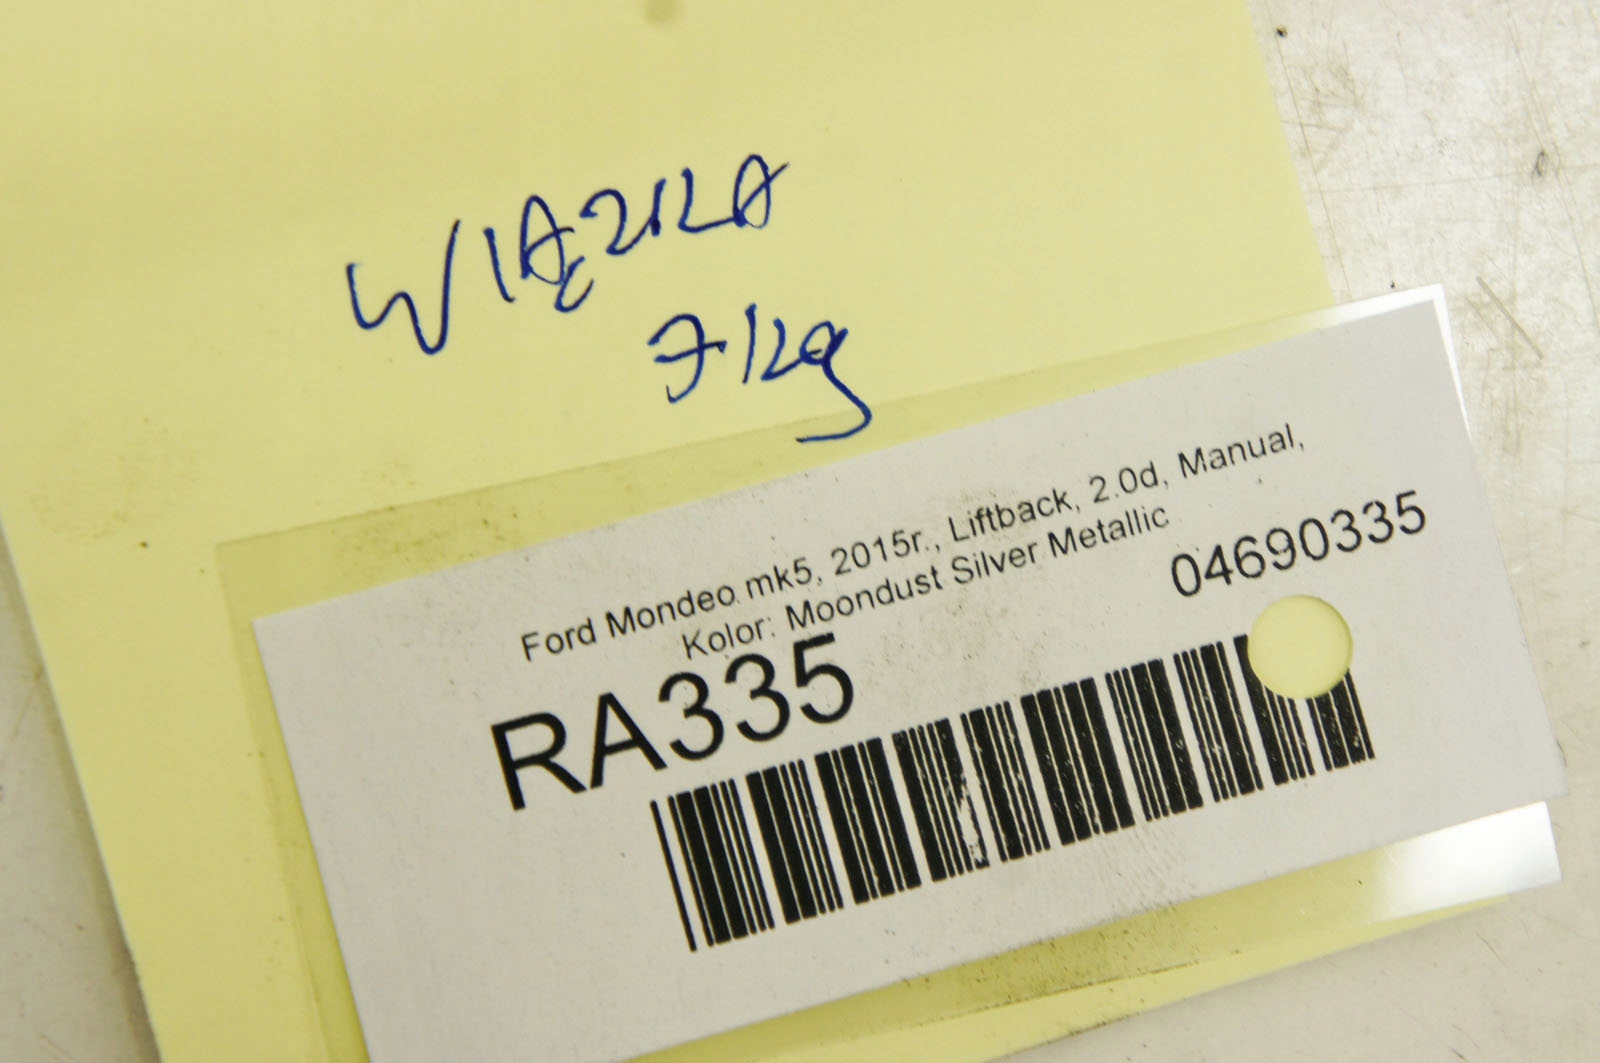 WIĄZKA
7kg
Ford Mondeo mk5, 2015r., Liftback, 2.0d, Manual,
Kolor: Moondust Silver Metallic
04690335
RA335